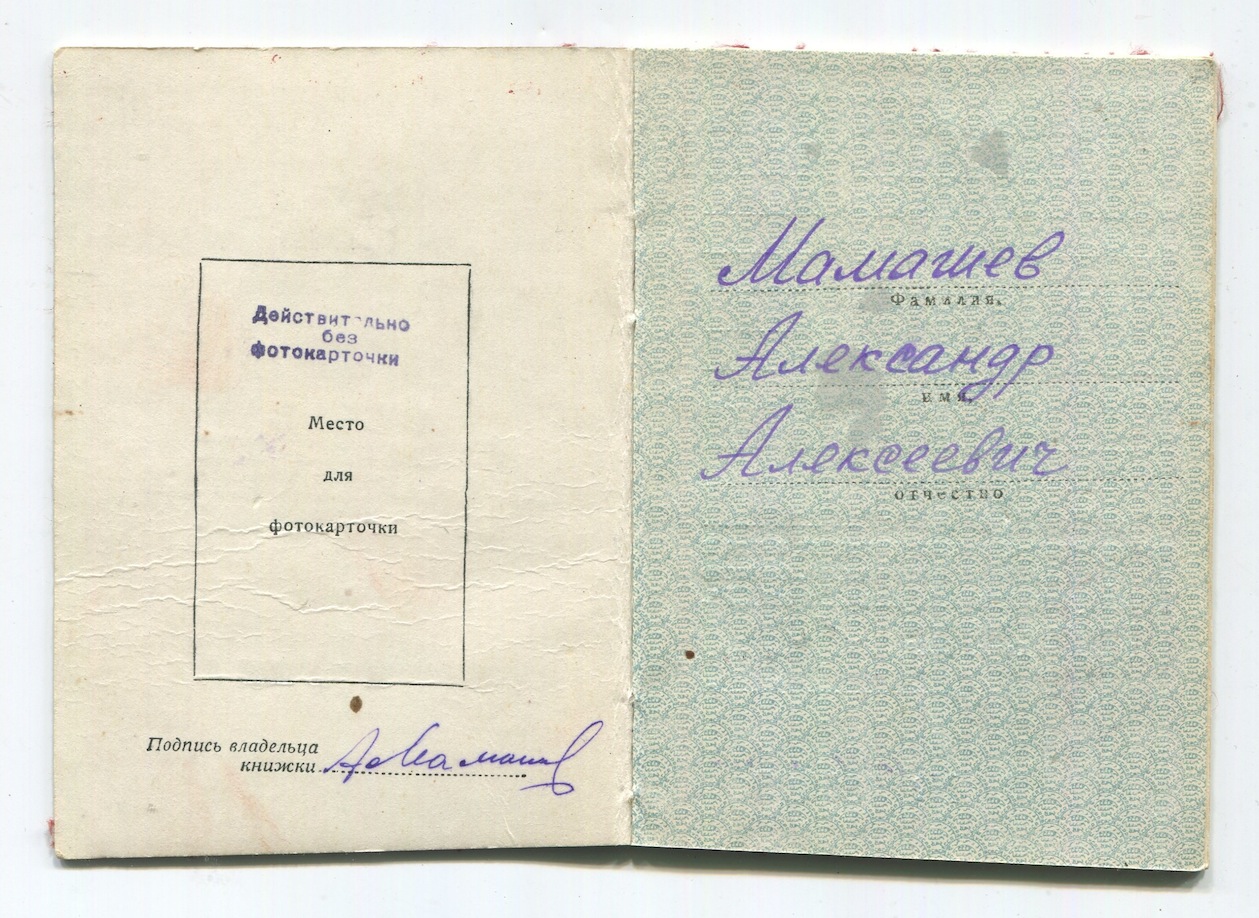 Действительно
без
фотокарточки
Место
для
фотокарточки
Подпись владельца
книжки
Мамашев
Фамилия,
Александр
имя,
Алексеевич
отчество